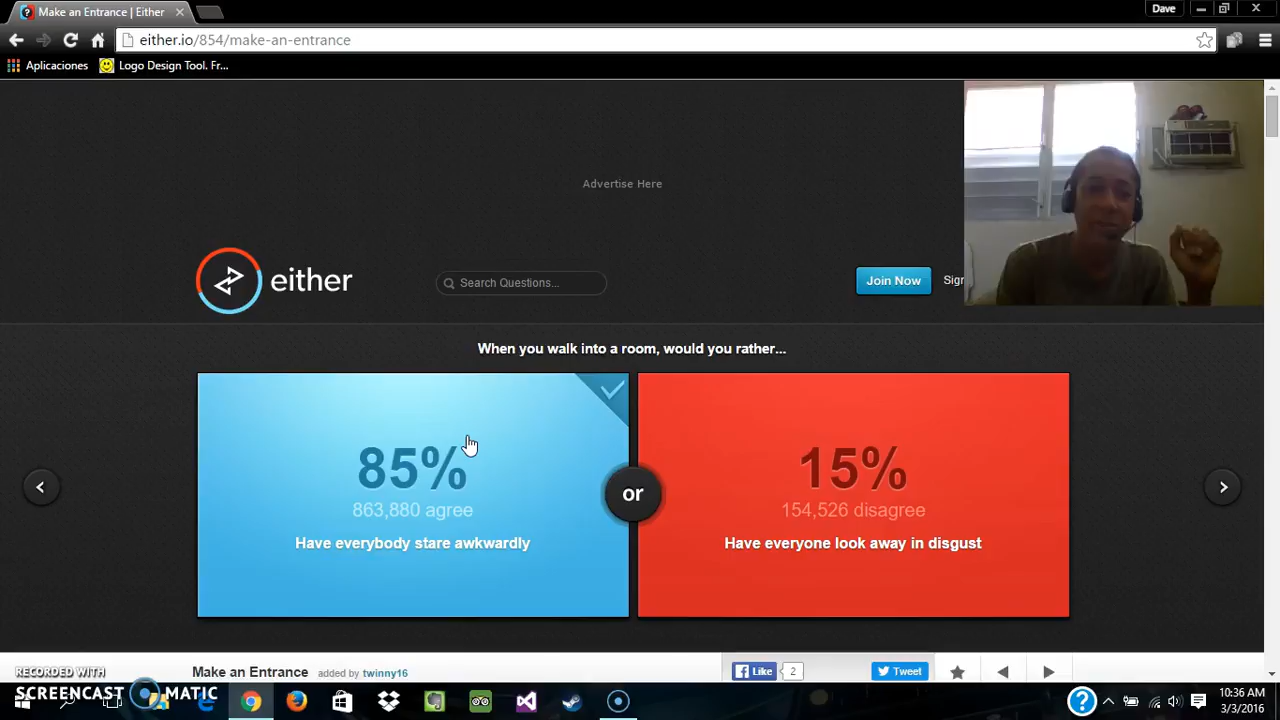 Make an Entrance | Either
Dave
either.io/854/make-an-entrance
Aplicaciones
Logo Design Tool. Fr...
Advertise Here
either
Search Questions...
Join Now
Sign
When you walk into a room, would you rather...
85%
863,880 agree
Have everybody stare awkwardly
or
15%
154,526 disagree
Have everyone look away in disgust
Make an Entrance added by twinny16
Like 2
Tweet
RECORDED WITH
SCREENCAST MATIC
10:36 AM
3/3/2016